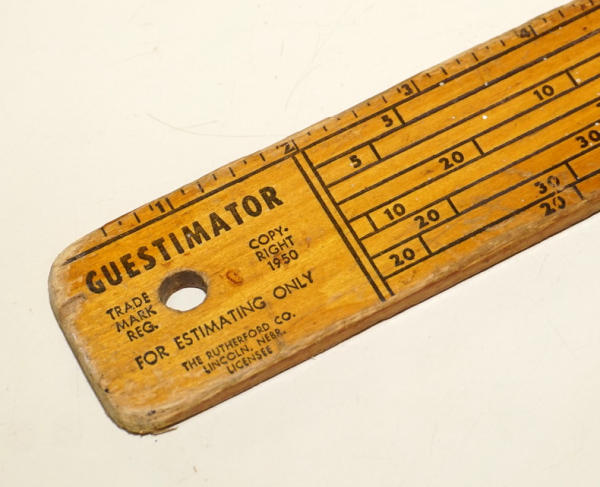 1 2 3 4
GUESTIMATOR
TRADE
MARK
REG.
COPY-
RIGHT
1950
FOR ESTIMATING ONLY
THE RUTHERFORD CO.
LINCOLN, NEBR.
LICENSEE
5 10
5 20 30
10 20 30
20 20